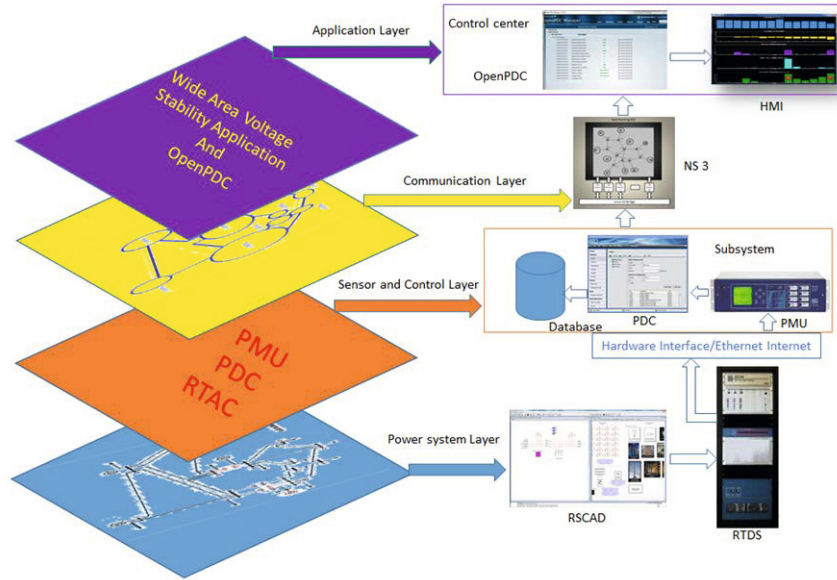 Application Layer
Control center
OpenPDC
HMI
Wide Area Voltage
Stability Application
And
OpenPDC
NS 3
Communication Layer
Subsystem
Sensor and Control Layer
Database
PDC
PMU
Hardware Interface/Ethernet Internet
PMU
PDC
RTAC
Power system Layer
RSCAD
RTDS